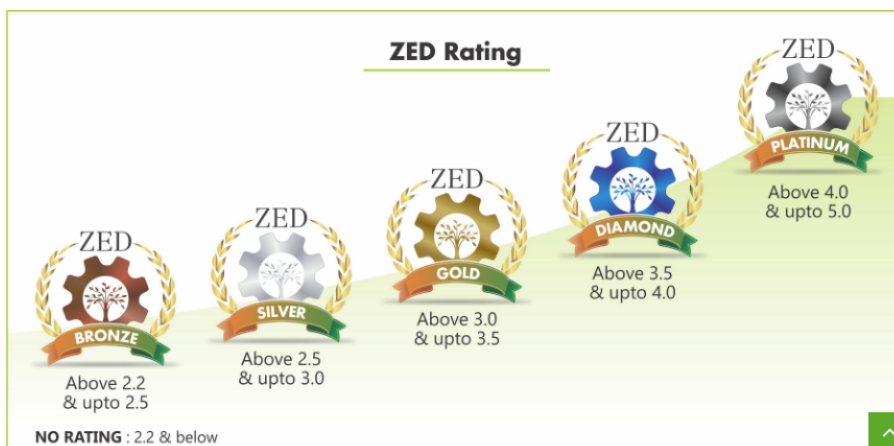 ZED Rating
ZED
BRONZE
Above 2.2
& upto 2.5
ZED
SILVER
Above 2.5
& upto 3.0
ZED
GOLD
Above 3.0
& upto 3.5
ZED
DIAMOND
Above 3.5
& upto 4.0
ZED
PLATINUM
Above 4.0
& upto 5.0
NO RATING : 2.2 & below